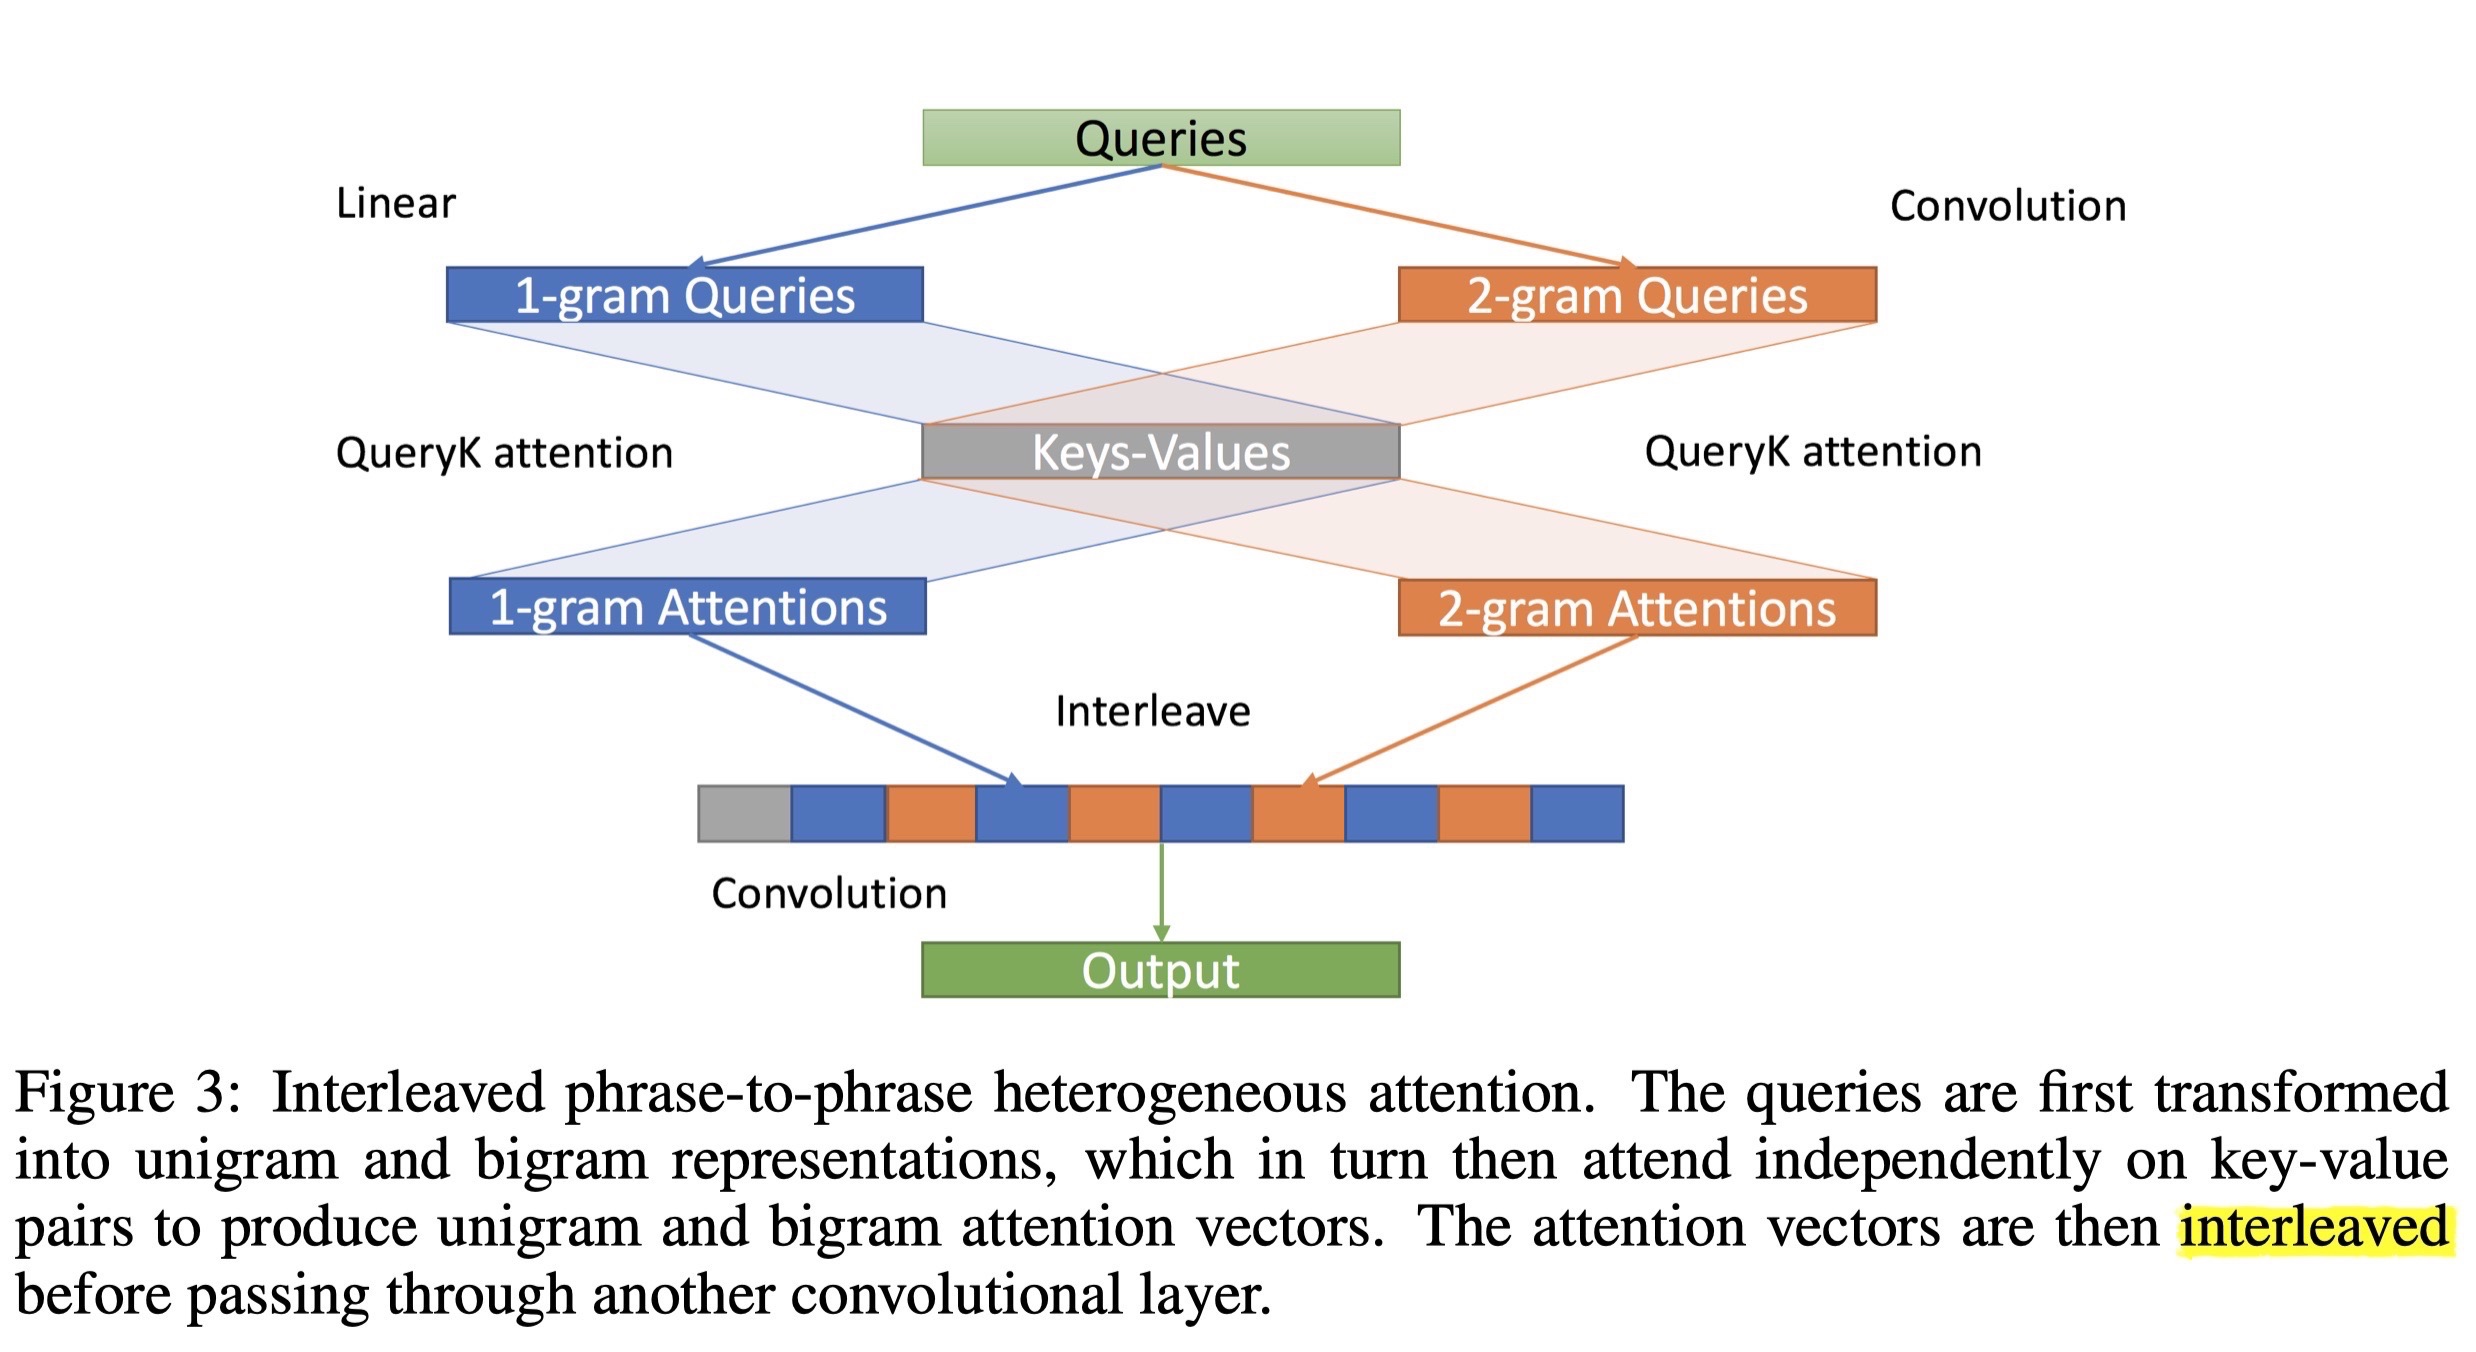 Queries
Linear
Convolution
1-gram Queries
2-gram Queries
QueryK attention
Keys-Values
QueryK attention
1-gram Attentions
2-gram Attentions
Interleave
Convolution
Output
Figure 3: Interleaved phrase-to-phrase heterogeneous attention. The queries are first transformed
into unigram and bigram representations, which in turn then attend independently on key-value
pairs to produce unigram and bigram attention vectors. The attention vectors are then interleaved
before passing through another convolutional layer.